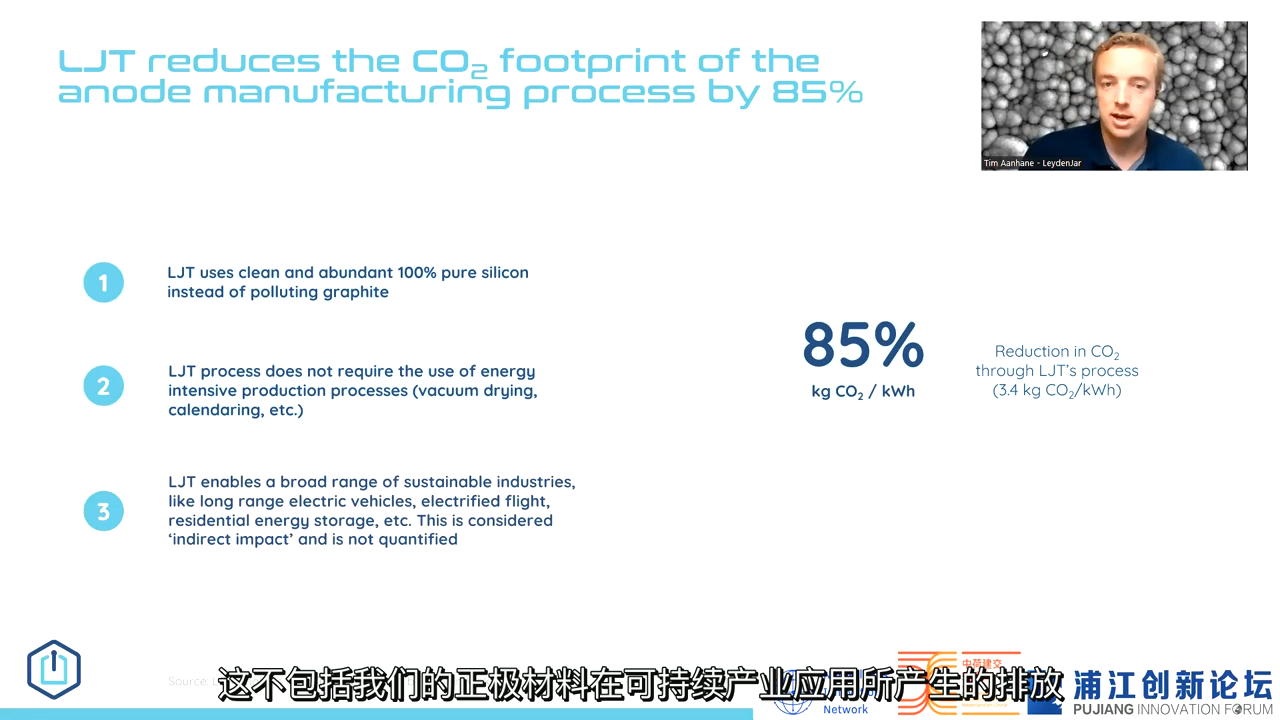 LJT reduces the CO₂ footprint of the
anode manufacturing process by 85%
Tim Aanhane - LeydenJar
1
LJT uses clean and abundant 100% pure silicon
instead of polluting graphite
2
LJT process does not require the use of energy
intensive production processes (vacuum drying,
calendaring, etc.)
3
LJT enables a broad range of sustainable industries,
like long range electric vehicles, electrified flight,
residential energy storage, etc. This is considered
‘indirect impact’ and is not quantified
85%
kg CO₂ / kWh
Reduction in CO₂
through LJT’s process
(3.4 kg CO₂/kWh)
Source:
这不包括我们的正极材料在可持续产业应用所产生的排放
Network
中荷建交
浦江创新论坛
PUJIANG INNOVATION FORUM